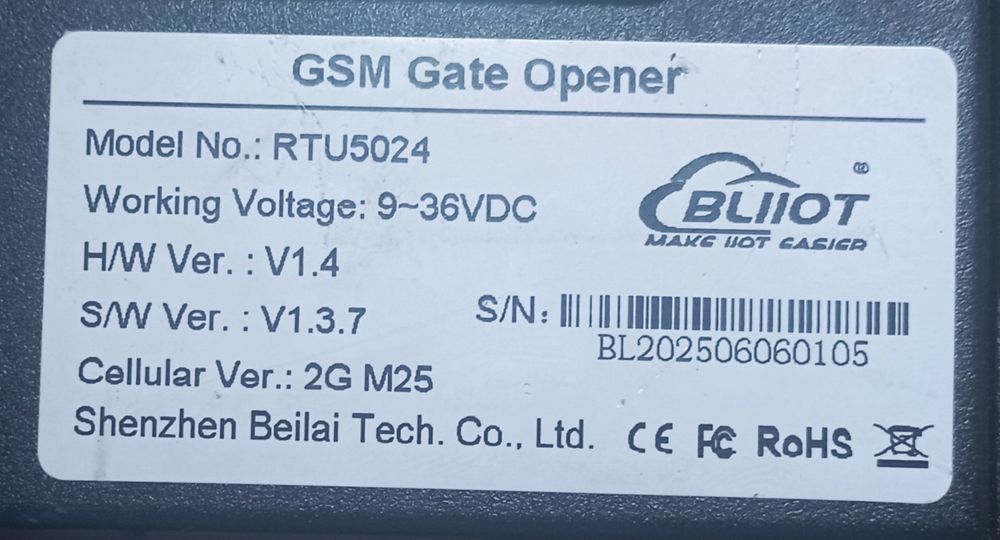 GSM Gate Opener
Model No.: RTU5024
Working Voltage: 9~36VDC
H/W Ver. : V1.4
S/W Ver. : V1.3.7
Cellular Ver.: 2G M25
Shenzhen Beilai Tech. Co., Ltd.
BLIIOT ®
MAKE IIOT EASIER
S/N:
BL202506060105
CE FC RoHS